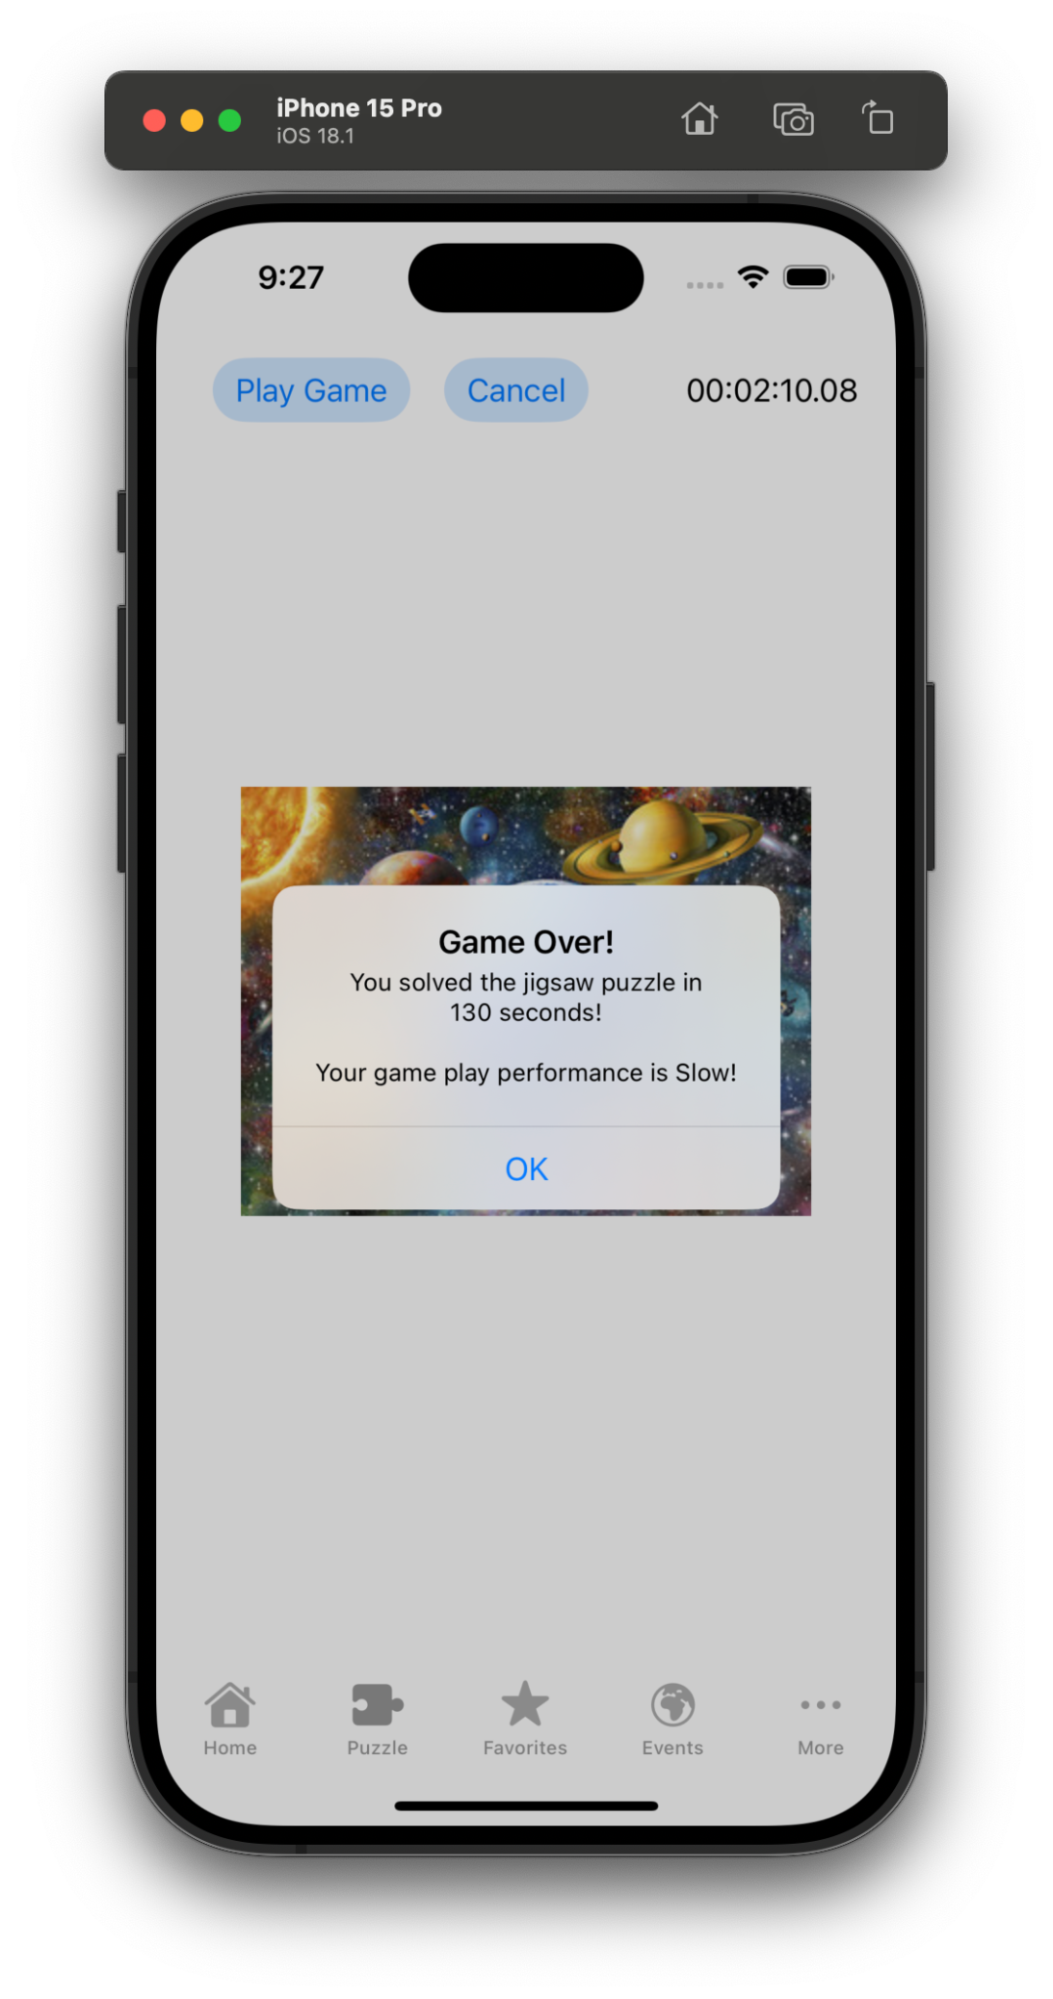 iPhone 15 Pro
iOS 18.1
9:27
Play Game
Cancel
00:02:10.08
Game Over!
You solved the jigsaw puzzle in
130 seconds!
Your game play performance is Slow!
OK
Home
Puzzle
Favorites
Events
More